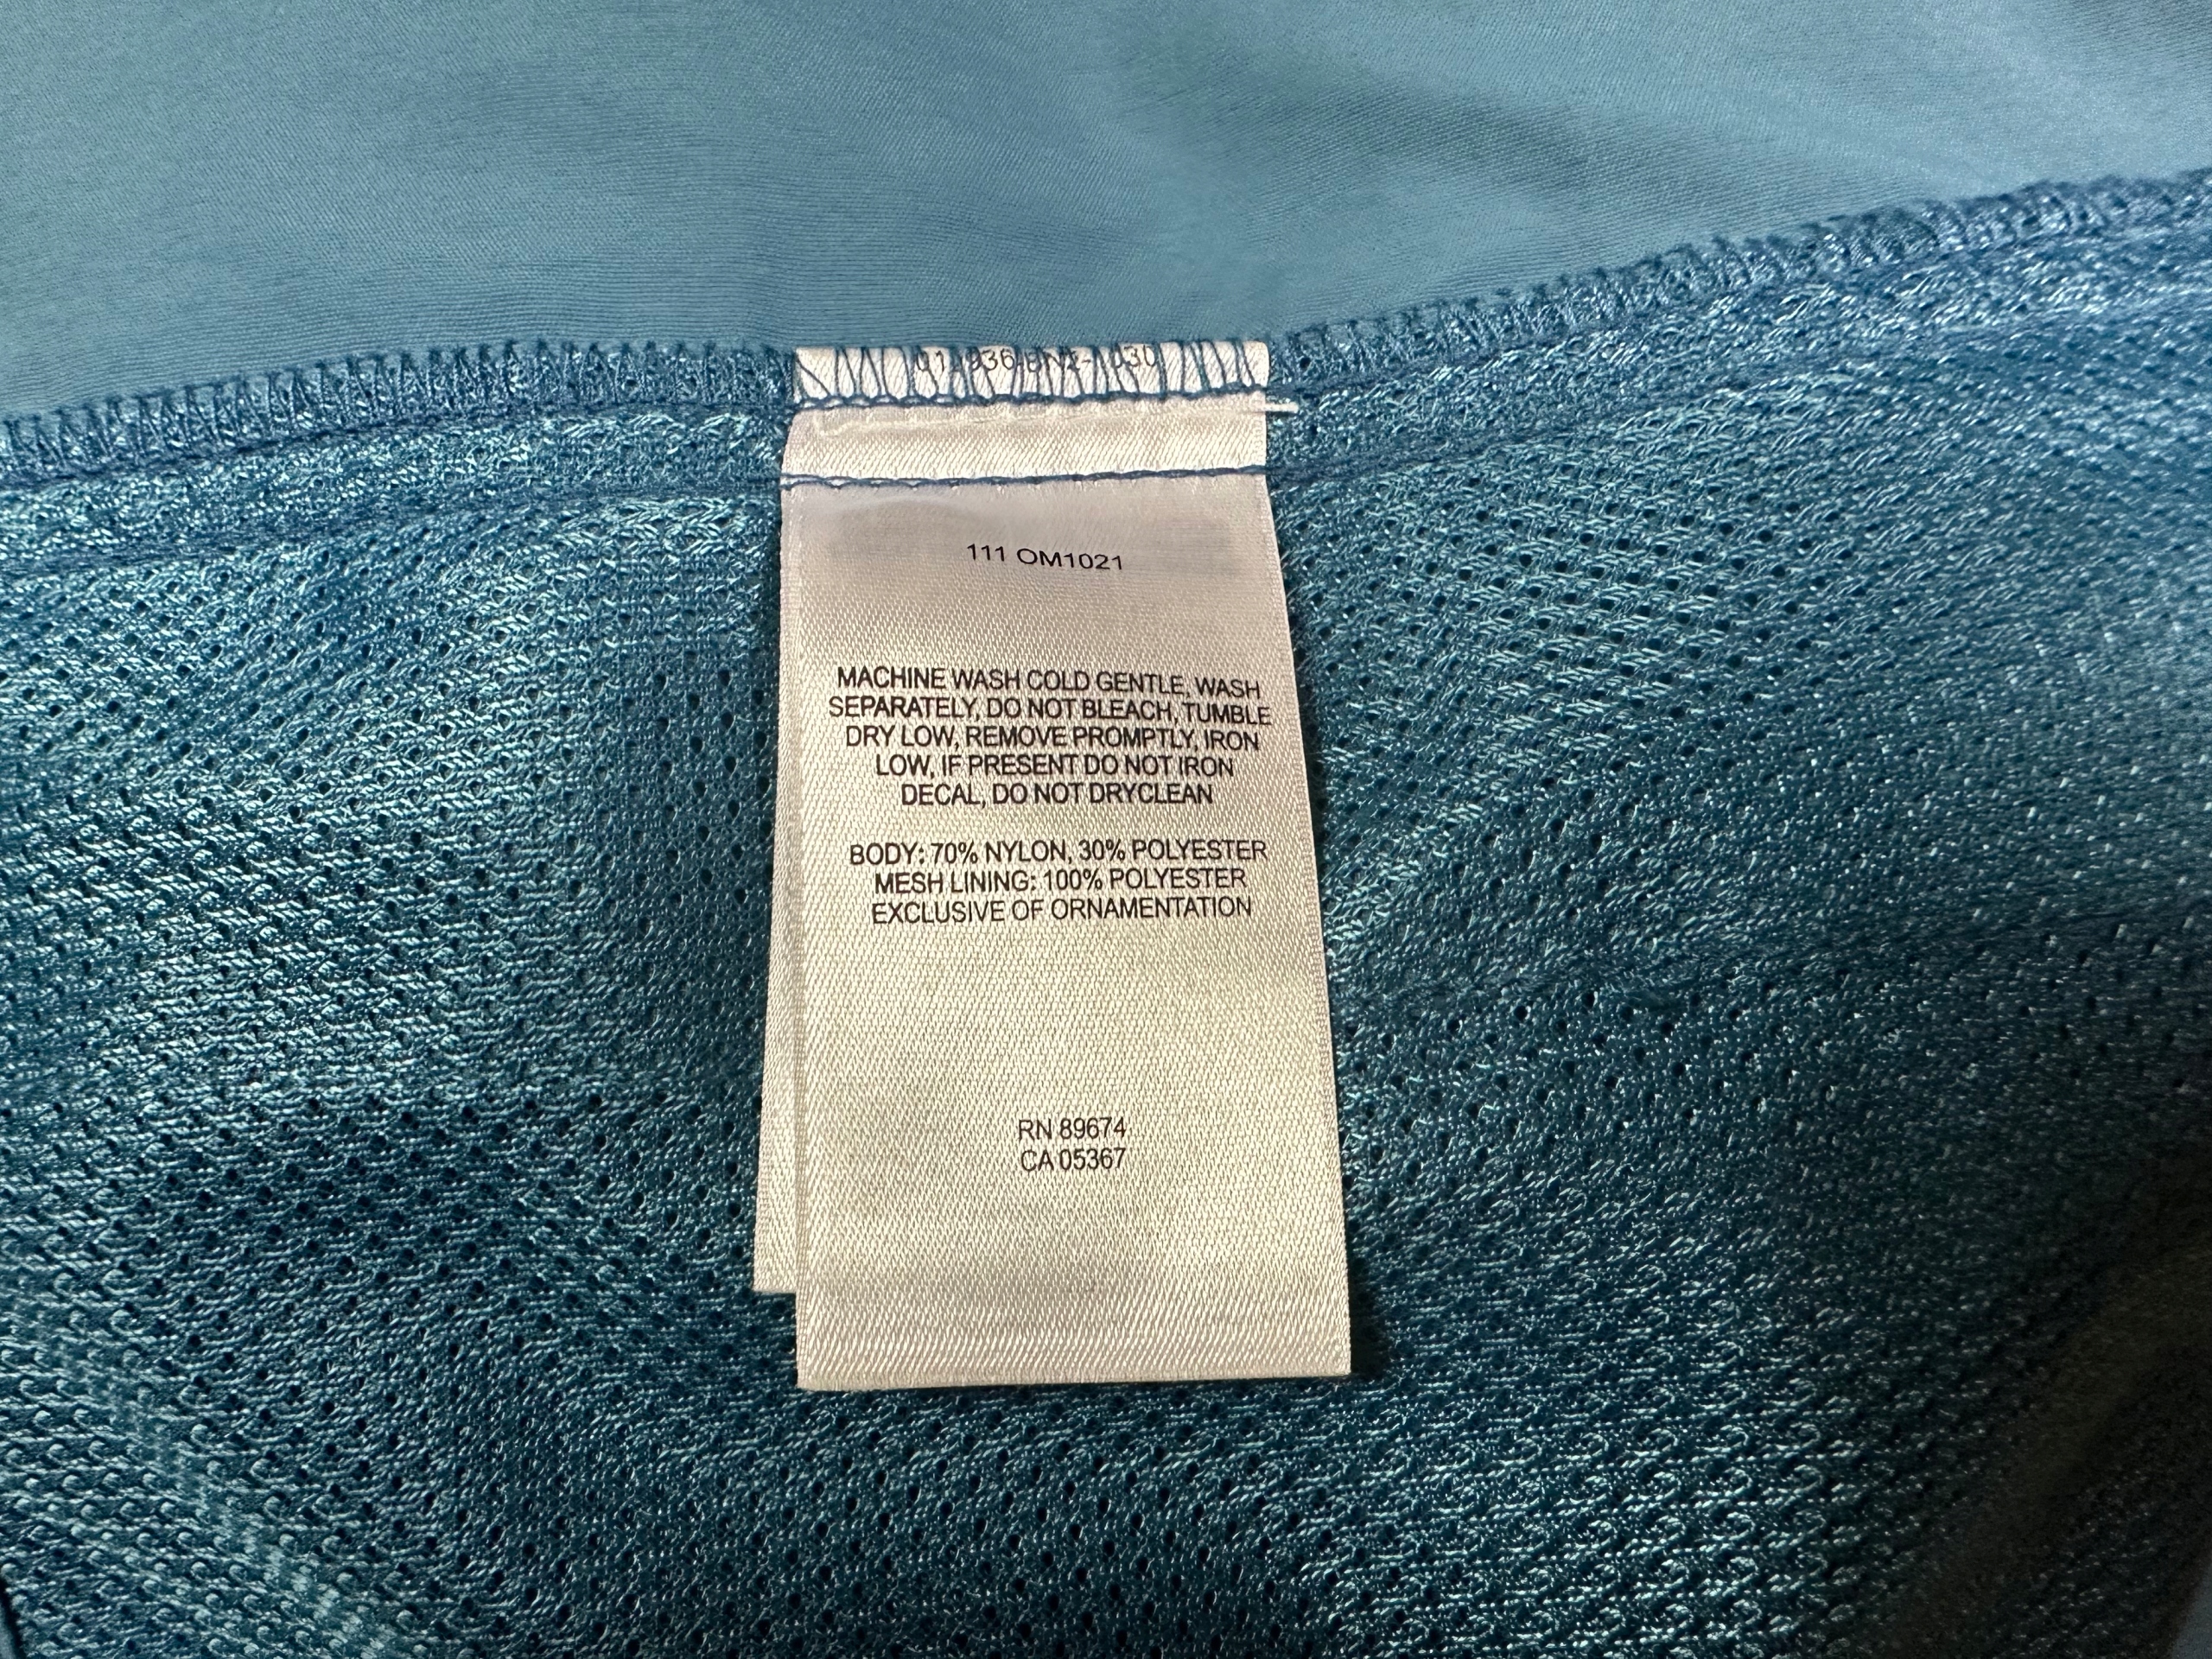 111 OM1021
MACHINE WASH COLD GENTLE, WASH
SEPARATELY, DO NOT BLEACH, TUMBLE
DRY LOW, REMOVE PROMPTLY, IRON
LOW, IF PRESENT DO NOT IRON
DECAL, DO NOT DRYCLEAN
BODY: 70% NYLON, 30% POLYESTER
MESH LINING: 100% POLYESTER
EXCLUSIVE OF ORNAMENTATION
RN 89674
CA 05367